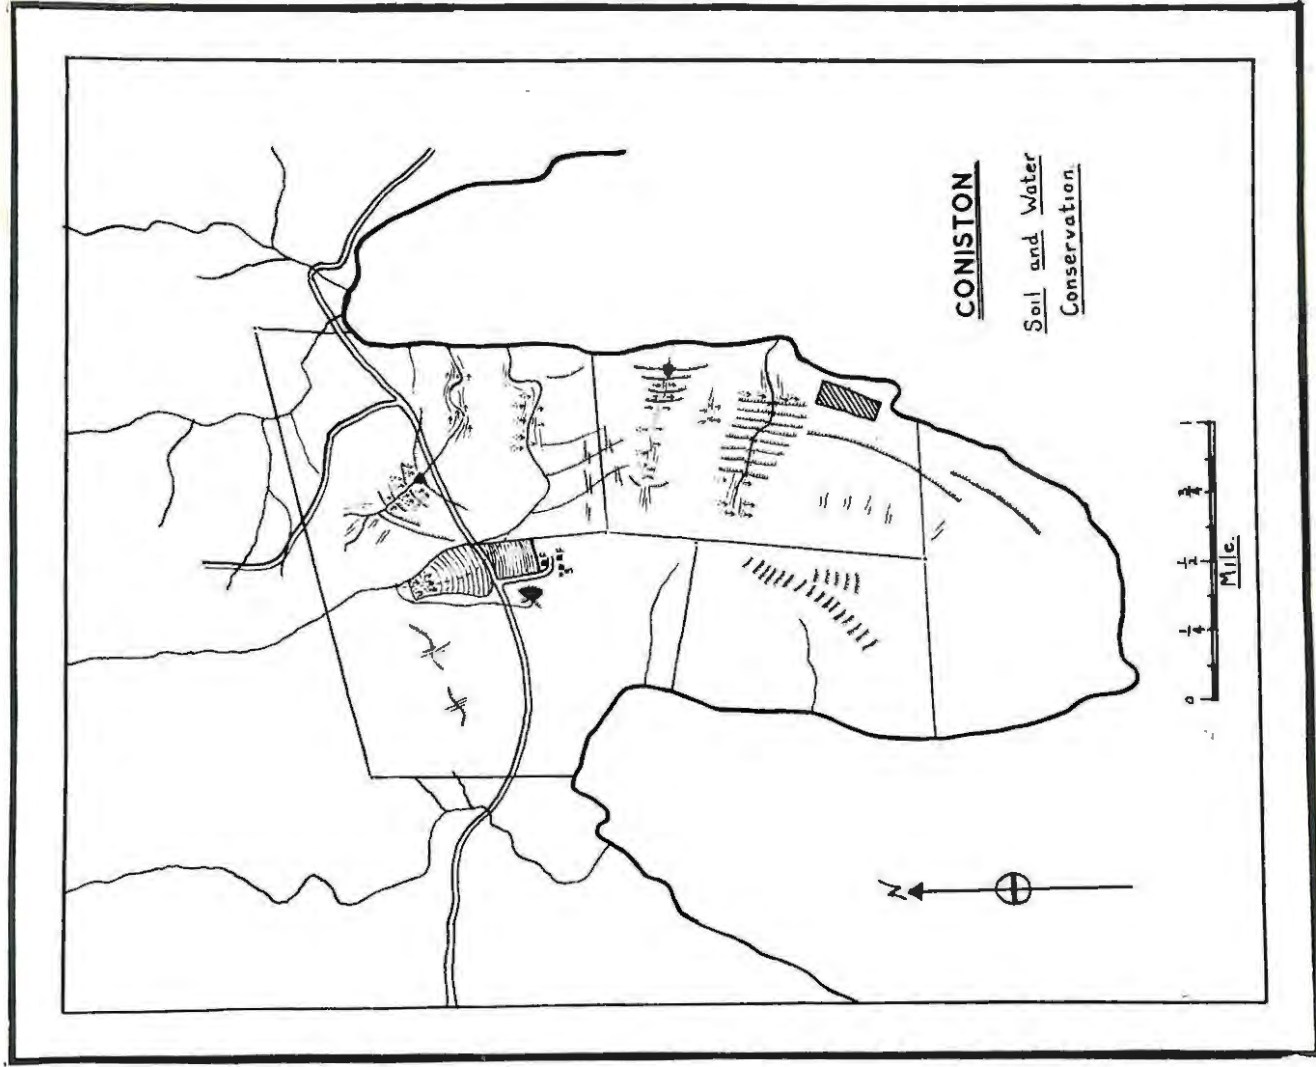 CONISTON
Soil and Water
Conservation
0 1/4 1/2 3/4 1
Mile.
N